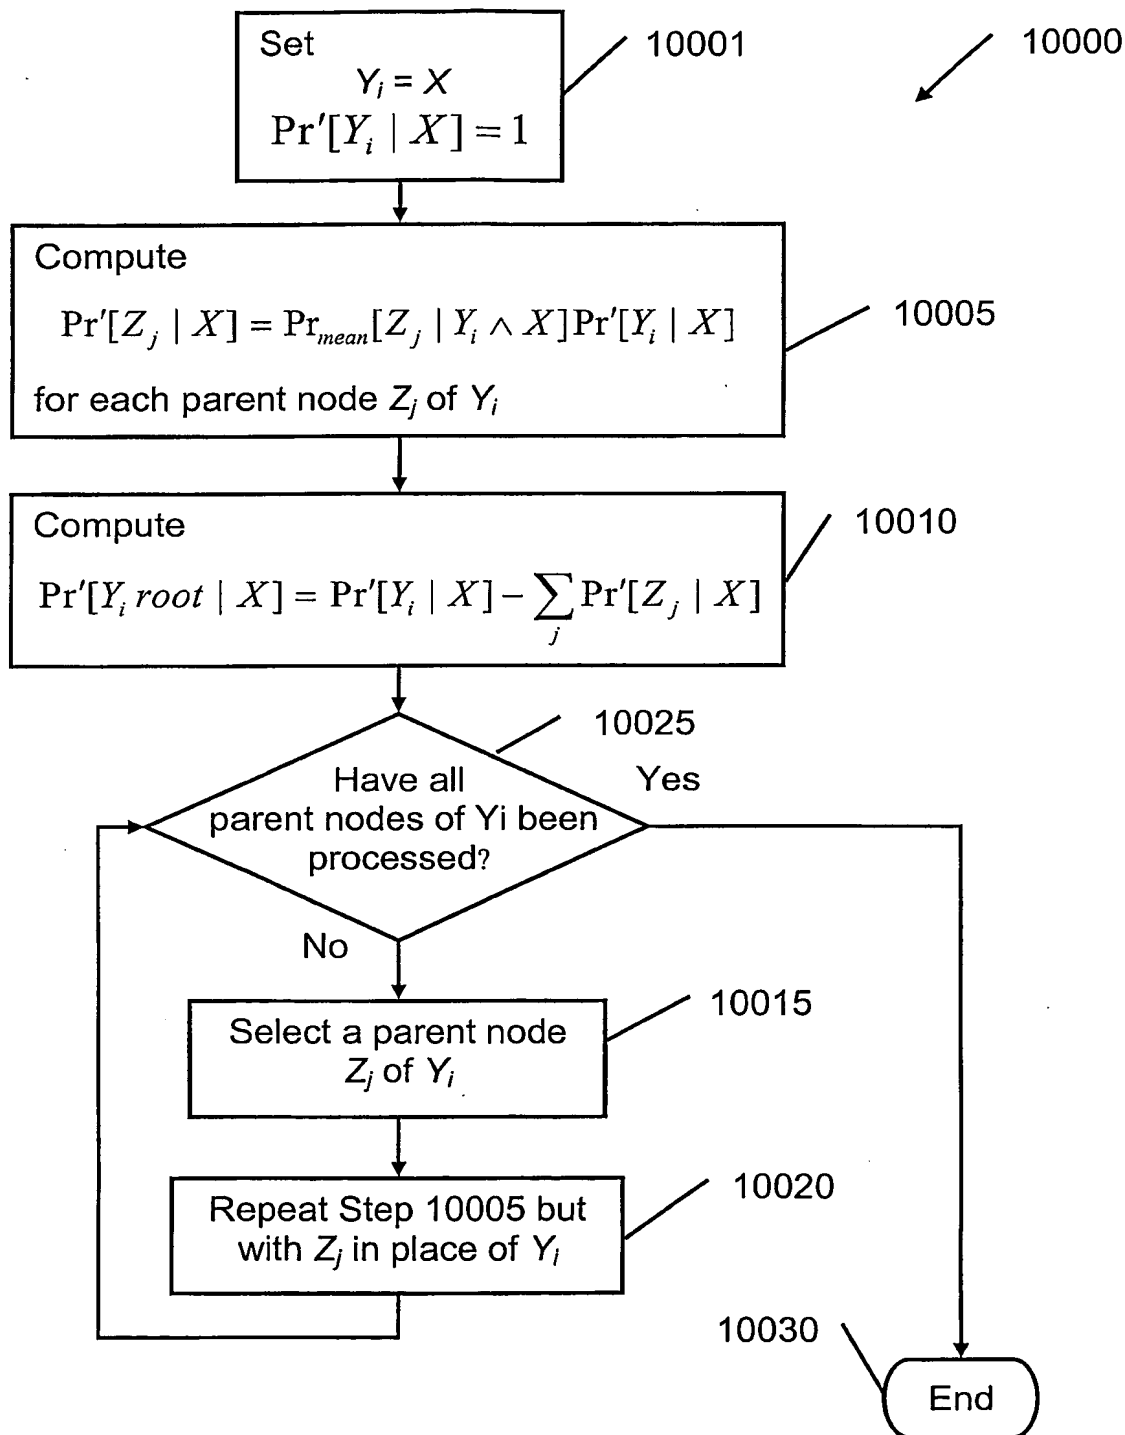 Set
Yi = X
Pr′[Yi | X] = 1
10001
10000
Compute
Pr′[Zj | X] = Prmean[Zj | Yi ∧ X]Pr′[Yi | X]
for each parent node Zj of Yi
10005
Compute
Pr′[Yi root | X] = Pr′[Yi | X] − ∑j Pr′[Zj | X]
10010
10025
Have all
parent nodes of Yi been
processed?
Yes
No
Select a parent node
Zj of Yi
10015
Repeat Step 10005 but
with Zj in place of Yi
10020
10030
End